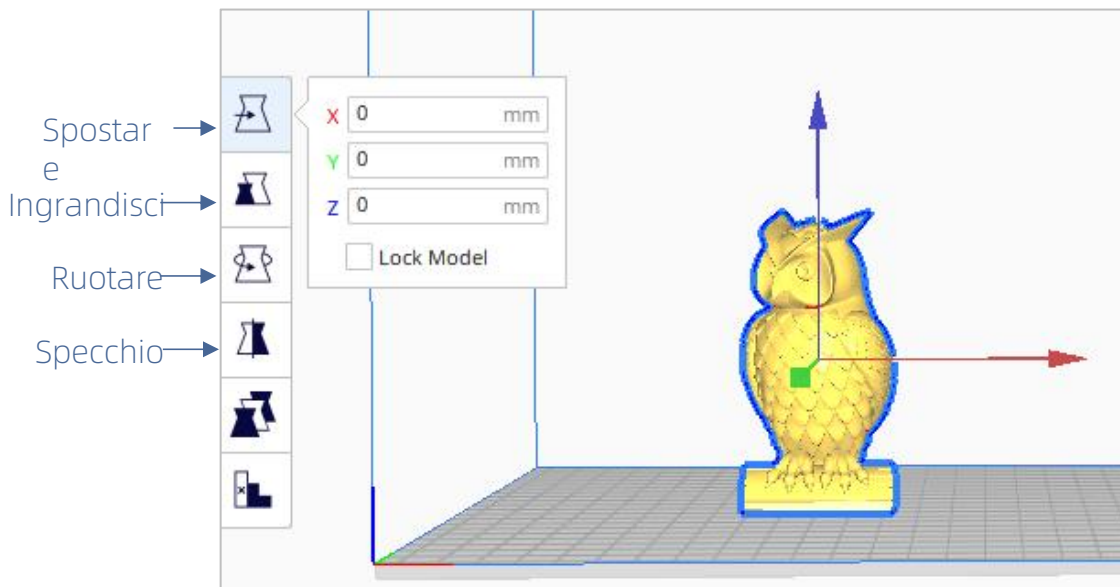 Spostar
e
Ingrandisci
Ruotare
Specchio
X 0 mm
Y 0 mm
Z 0 mm
Lock Model